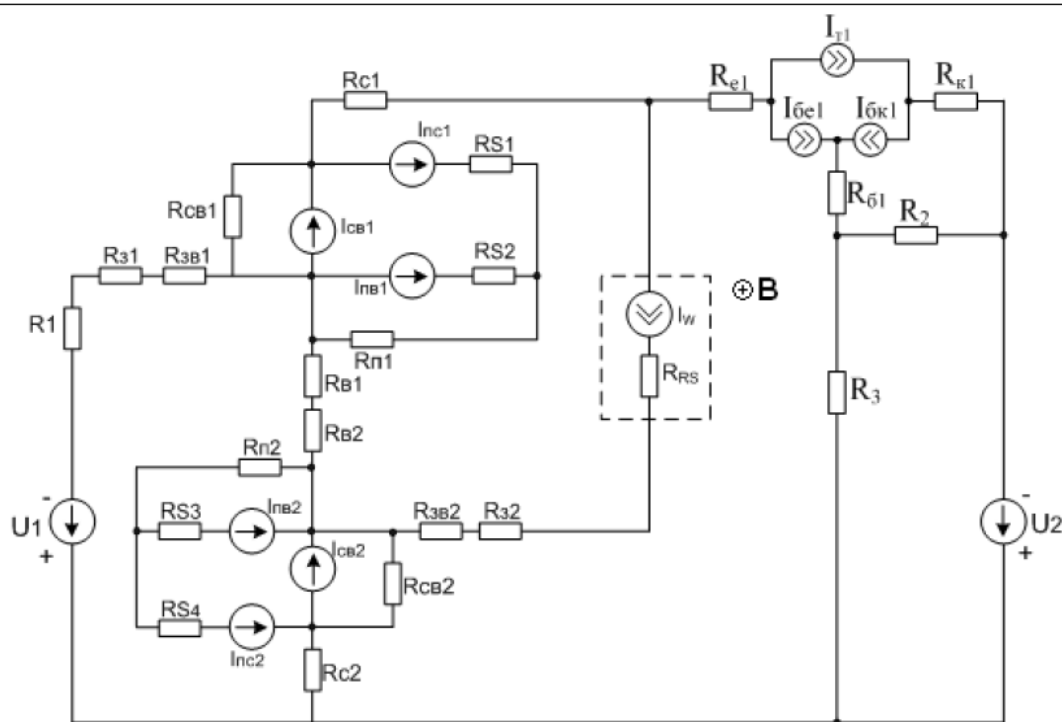 Iт1
Rc1
Re1
Rк1
Iпс1
RS1
Iбе1
Iбк1
Rсв1
Rб1
Iсв1
R2
Rз1
Rзв1
RS2
Iпв1
B
R1
Iw
Rп1
RRS
Rв1
R3
Rв2
Rп2
-
-
RS3
Iпв2
Rзв2
Rз2
U1
U2
+
Iсв2
+
Rсв2
RS4
Iпс2
Rс2